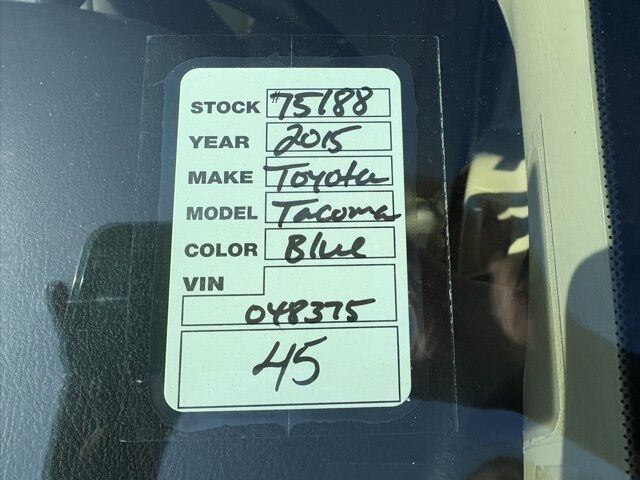 STOCK #75188
YEAR 2015
MAKE Toyota
MODEL Tacoma
COLOR Blue
VIN
048375
45